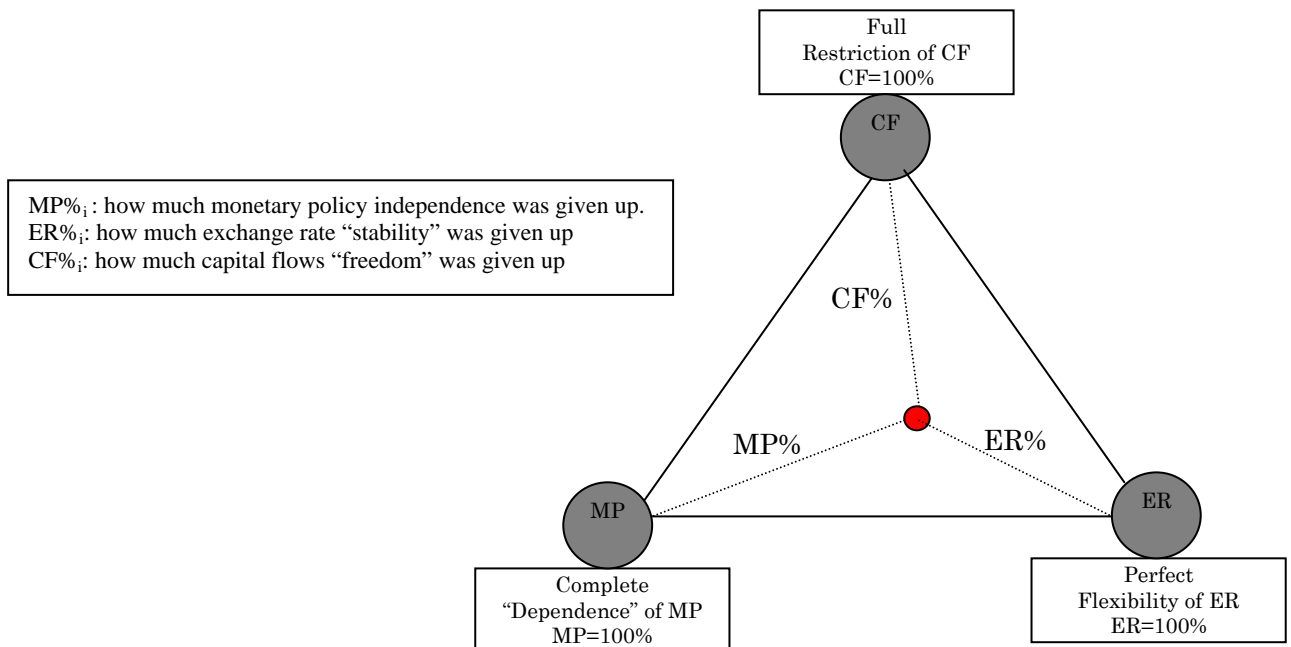 Full
Restriction of CF
CF=100%
CF
MP%i : how much monetary policy independence was given up.
ER%i: how much exchange rate “stability” was given up
CF%i: how much capital flows “freedom” was given up
CF%
MP%
ER%
MP
ER
Complete
“Dependence” of MP
MP=100%
Perfect
Flexibility of ER
ER=100%